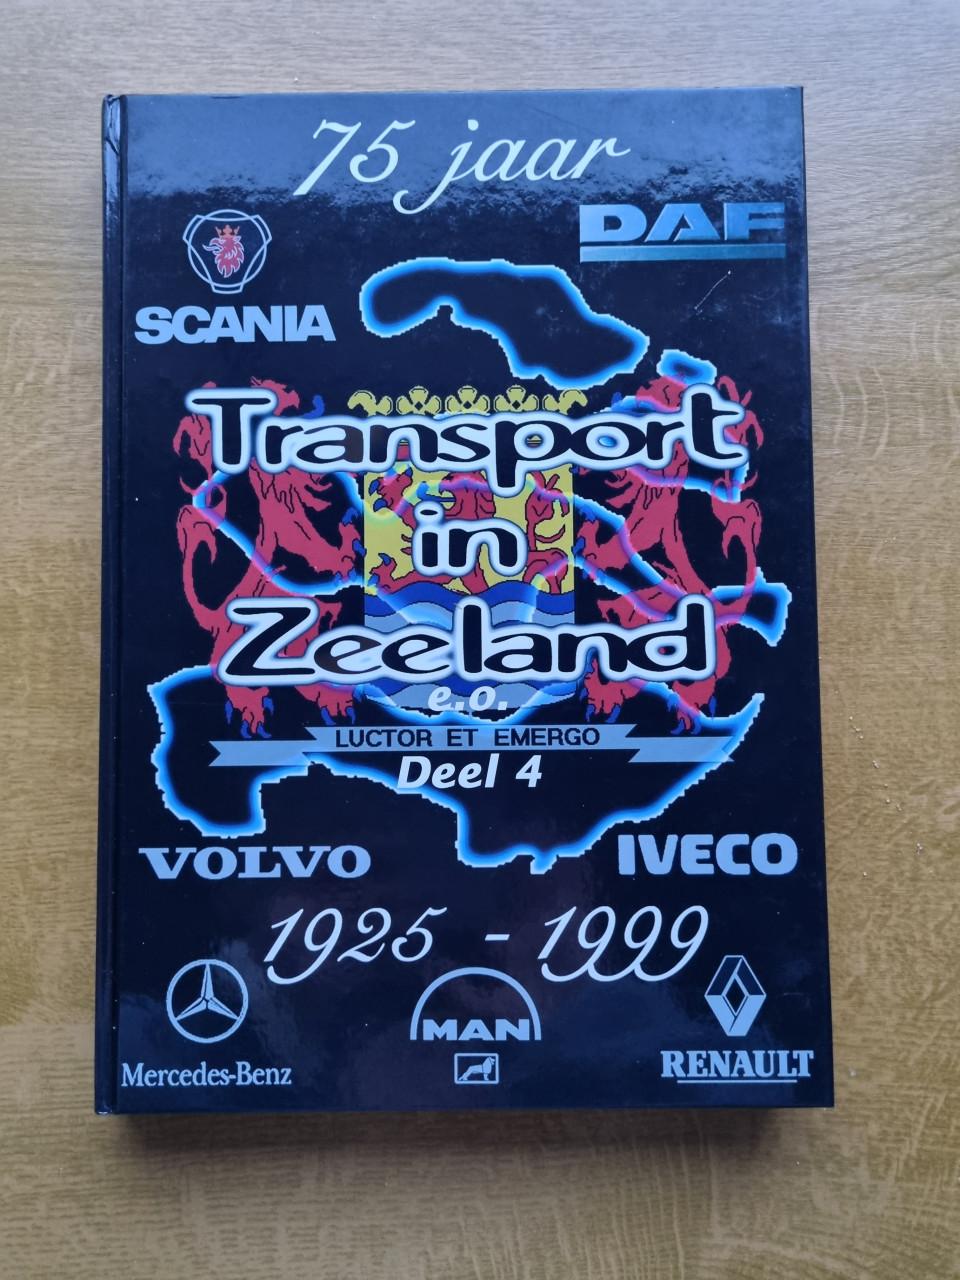 75 jaar
DAF
SCANIA
Transport
in
Zeeland
e.o.
LUCTOR ET EMERGO
Deel 4
VOLVO
IVECO
1925 - 1999
MAN
Mercedes-Benz
RENAULT